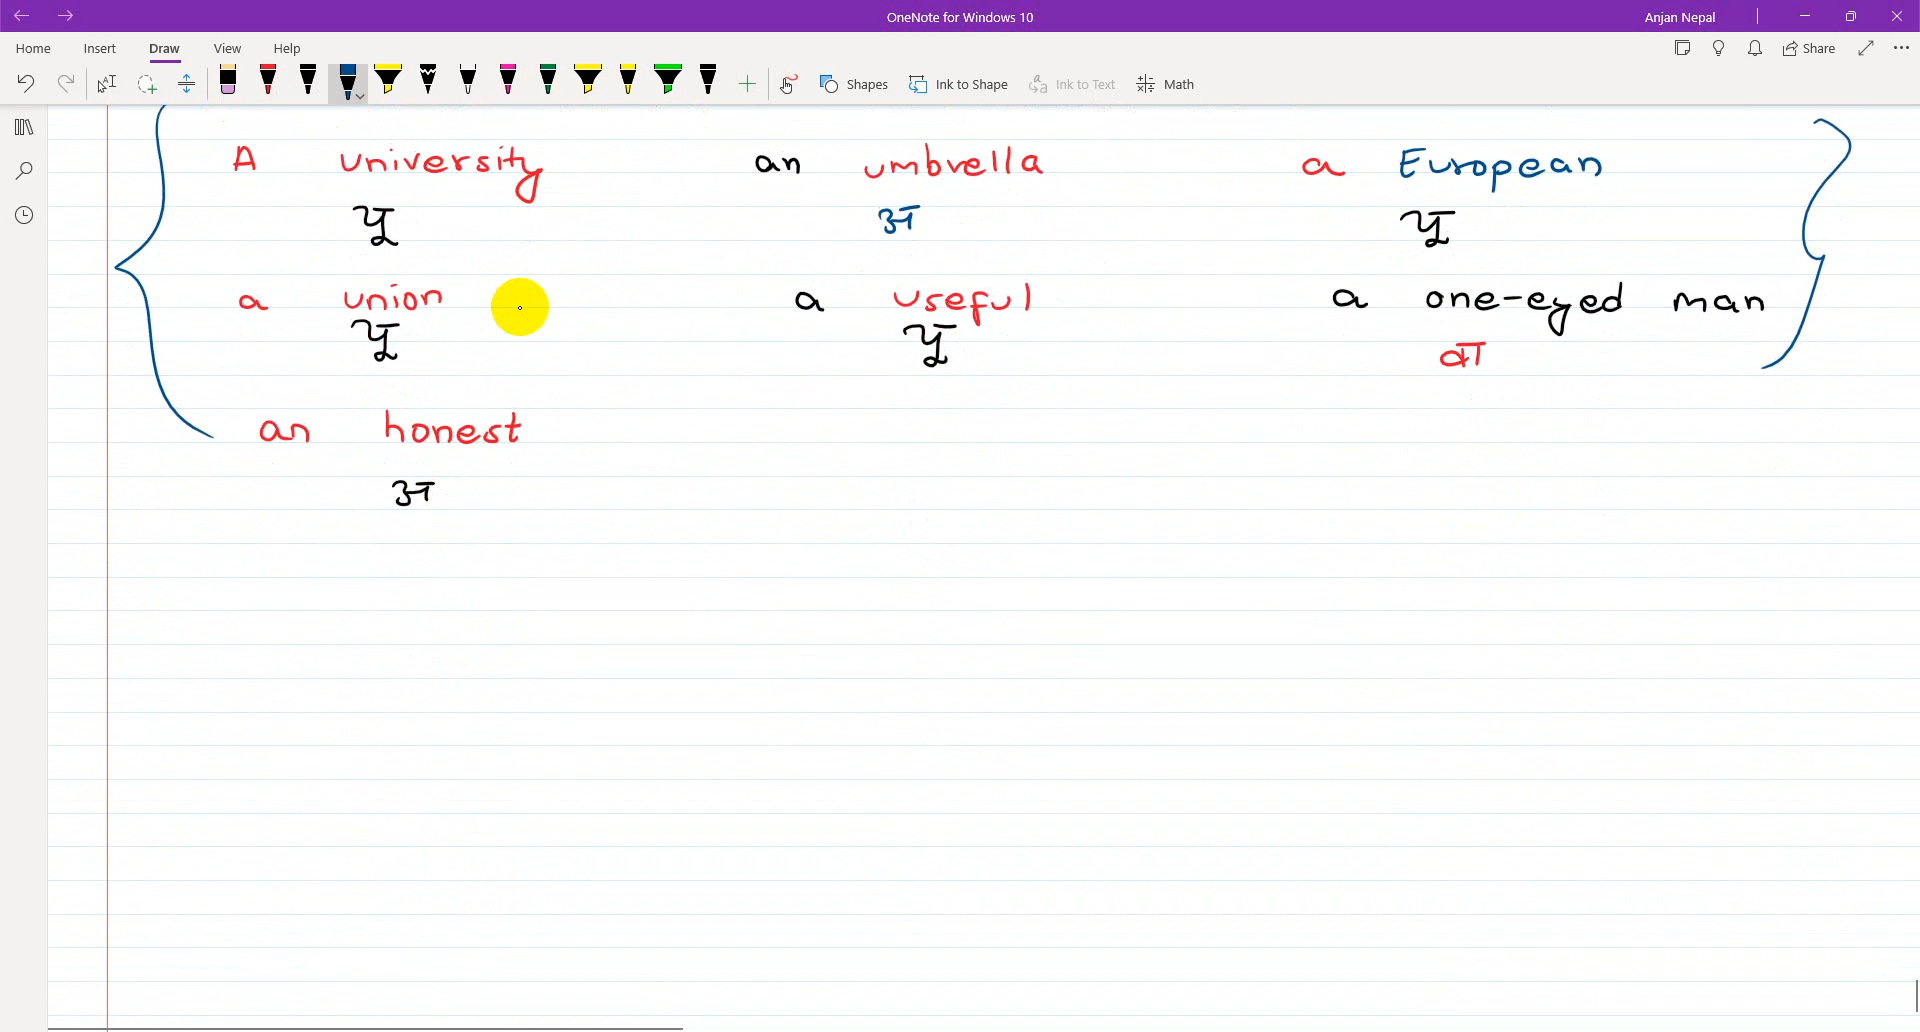 OneNote for Windows 10
Anjan Nepal
Home Insert Draw View Help
Share
Shapes Ink to Shape Ink to Text Math
A university an umbrella a European
यू अ यू
a union a useful a one-eyed man
यू यू वा
an honest
अ